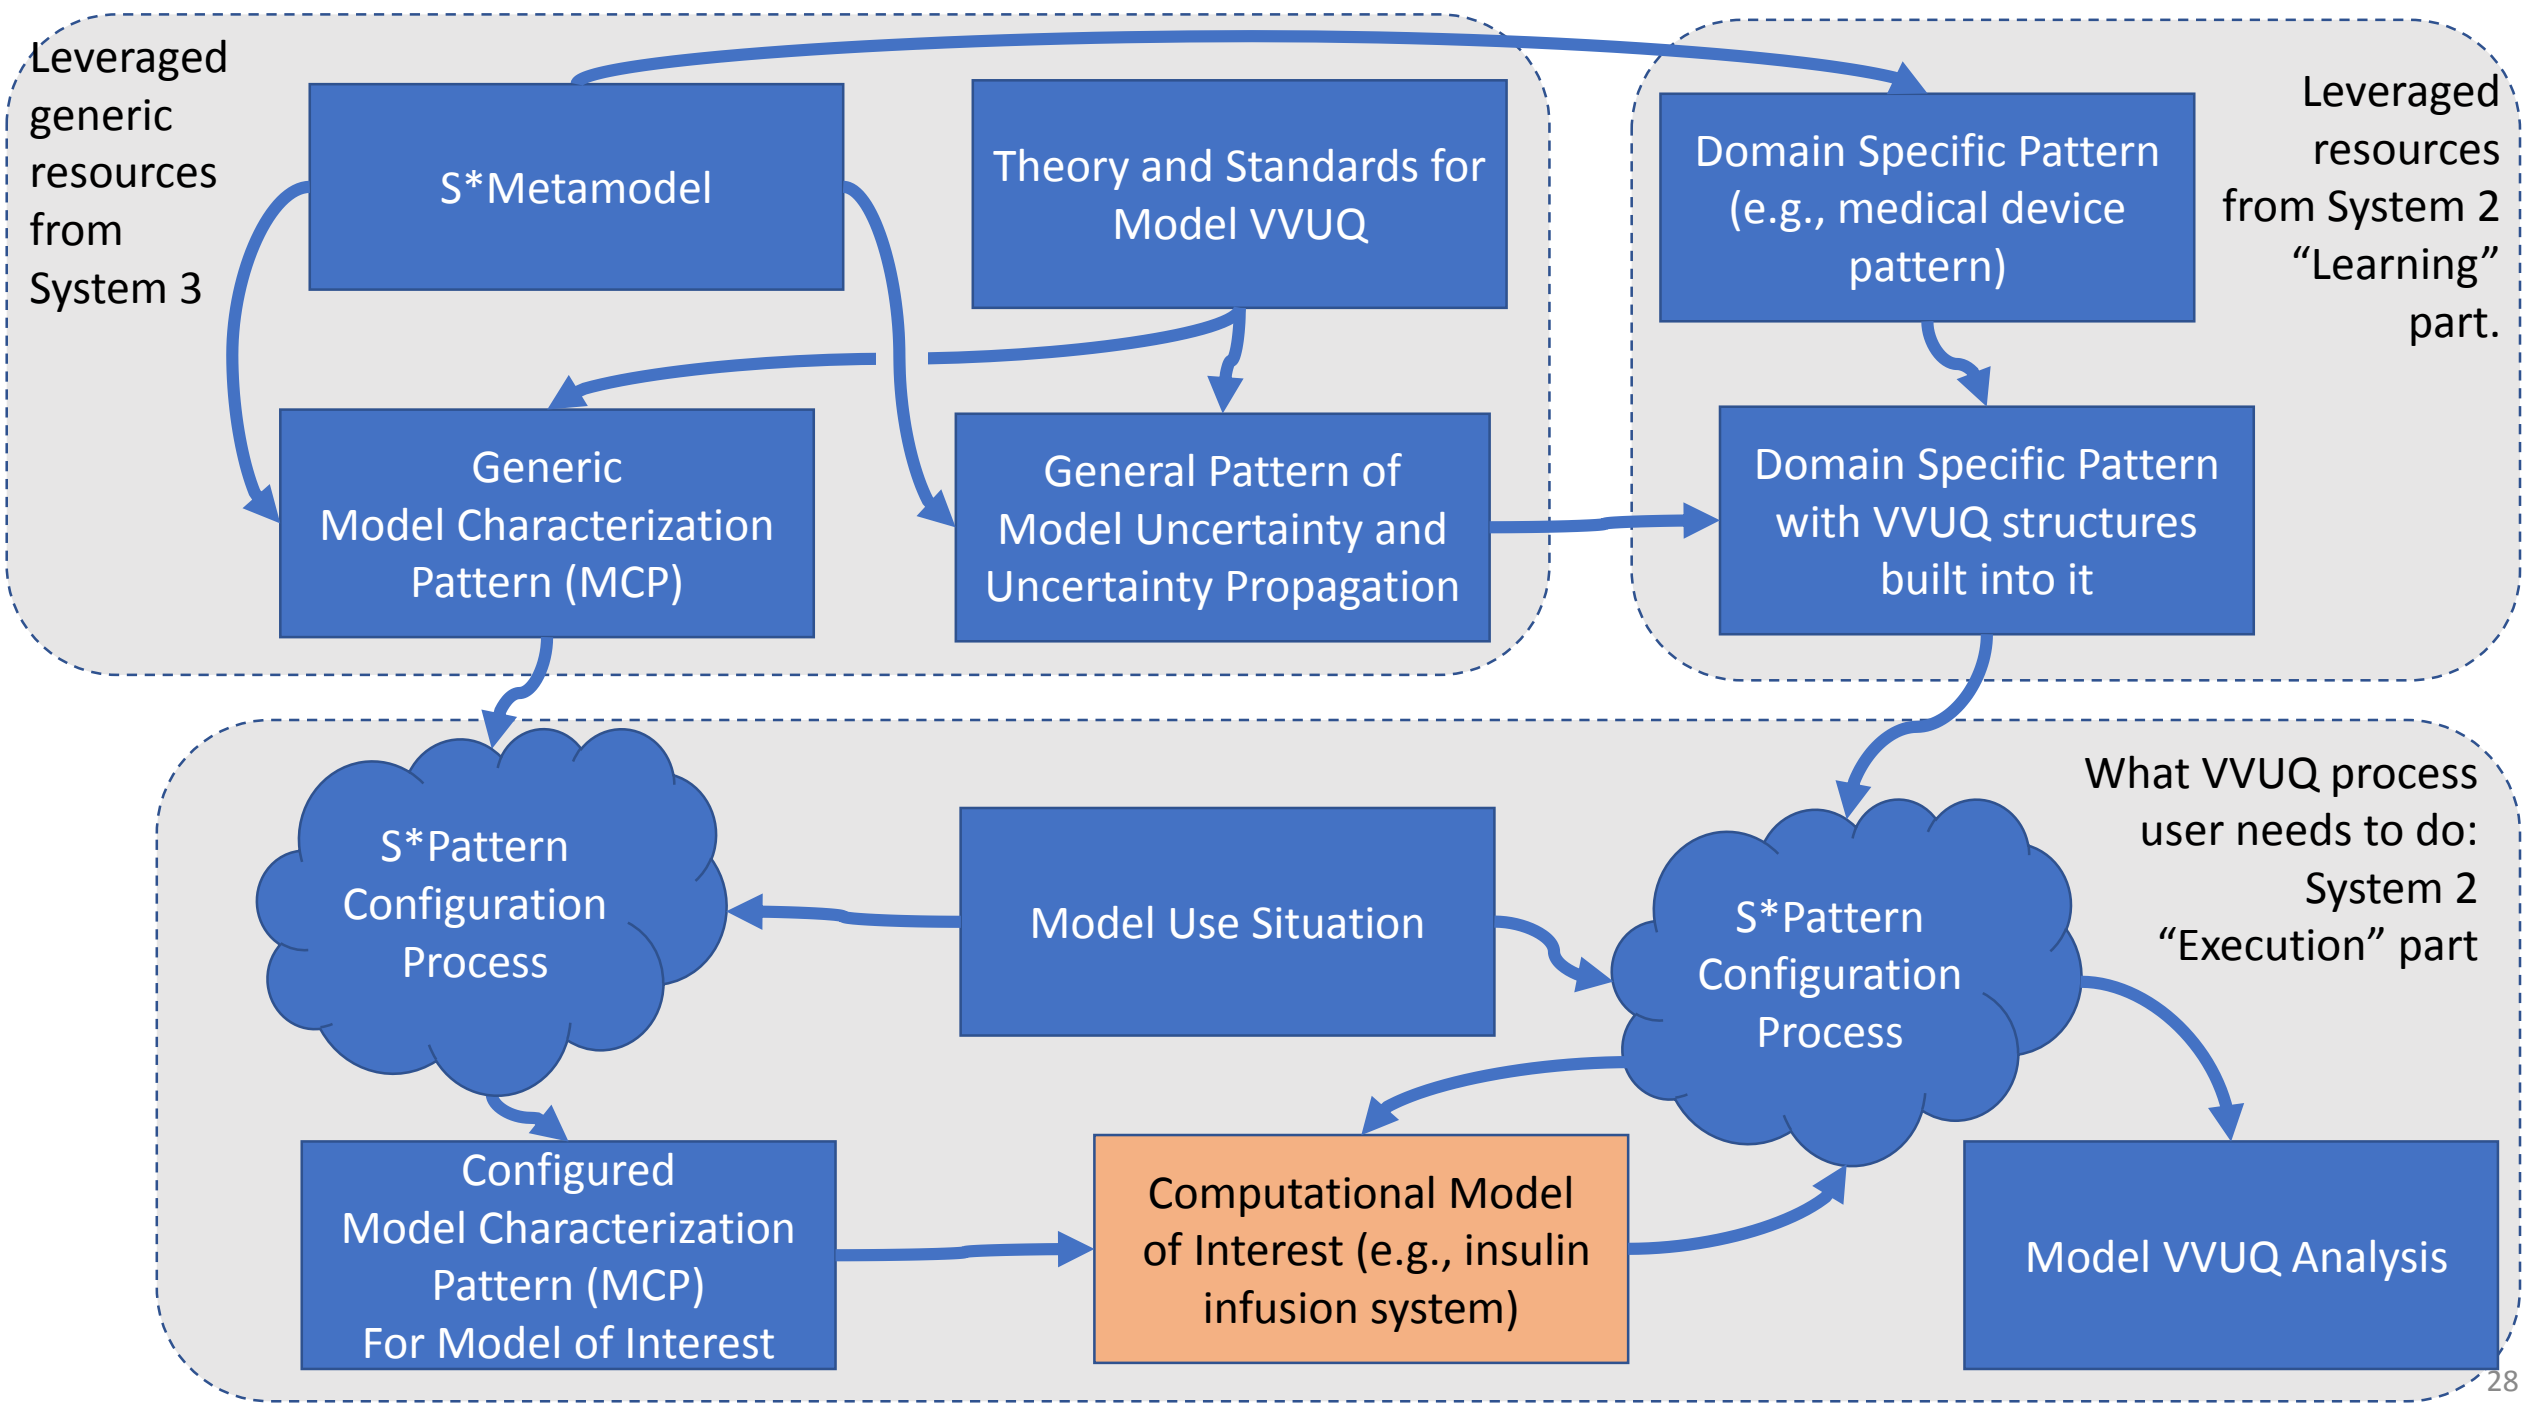 Leveraged
generic
resources
from
System 3
S*Metamodel
Theory and Standards for
Model VVUQ
Domain Specific Pattern
(e.g., medical device
pattern)
Leveraged
resources
from System 2
“Learning”
part.
Generic
Model Characterization
Pattern (MCP)
General Pattern of
Model Uncertainty and
Uncertainty Propagation
Domain Specific Pattern
with VVUQ structures
built into it
What VVUQ process
user needs to do:
System 2
“Execution” part
S*Pattern
Configuration
Process
Model Use Situation
S*Pattern
Configuration
Process
Configured
Model Characterization
Pattern (MCP)
For Model of Interest
Computational Model
of Interest (e.g., insulin
infusion system)
Model VVUQ Analysis
28